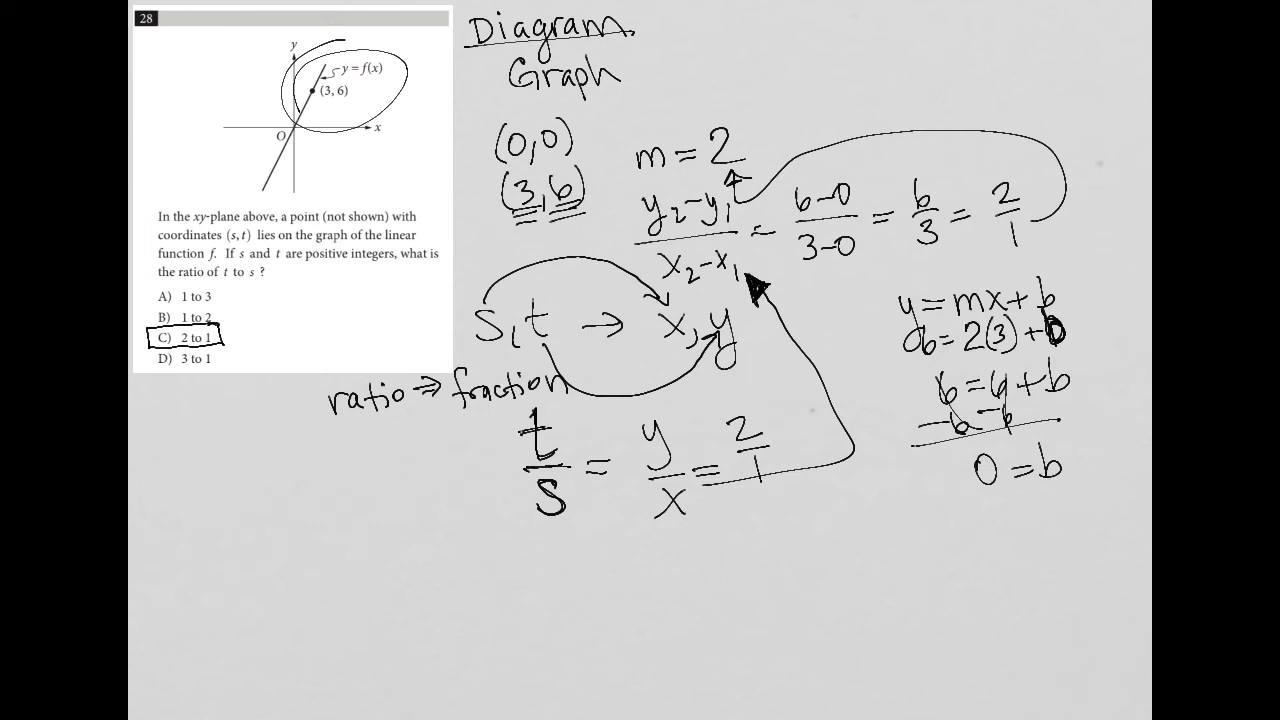 28
y
y = f(x)
(3, 6)
O
x
In the xy-plane above, a point (not shown) with
coordinates (s, t) lies on the graph of the linear
function f. If s and t are positive integers, what is
the ratio of t to s ?
A) 1 to 3
B) 1 to 2
C) 2 to 1
D) 3 to 1
Diagram.
Graph
(0,0)
(3,6)
m = 2
y₂-y₁/x₂-x₁ = 6-0/3-0 = 6/3 = 2/1
s,t → x,y
ratio ⇒ fraction
t/s = y/x = 2/1
y = mx + b
6 = 2(3) + b
6 = 6 + b
-6 -6
0 = b